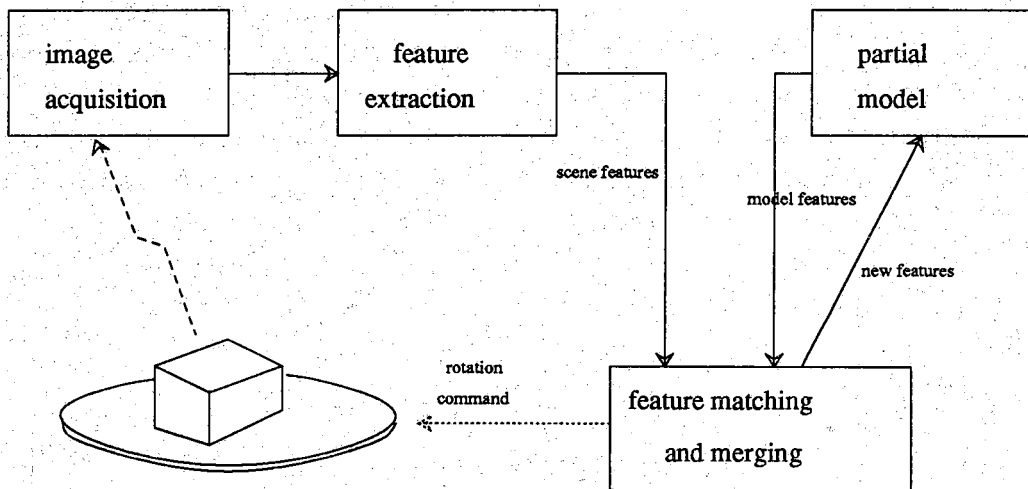 image
acquisition
feature
extraction
partial
model
scene features
model features
new features
rotation
command
feature matching
and merging